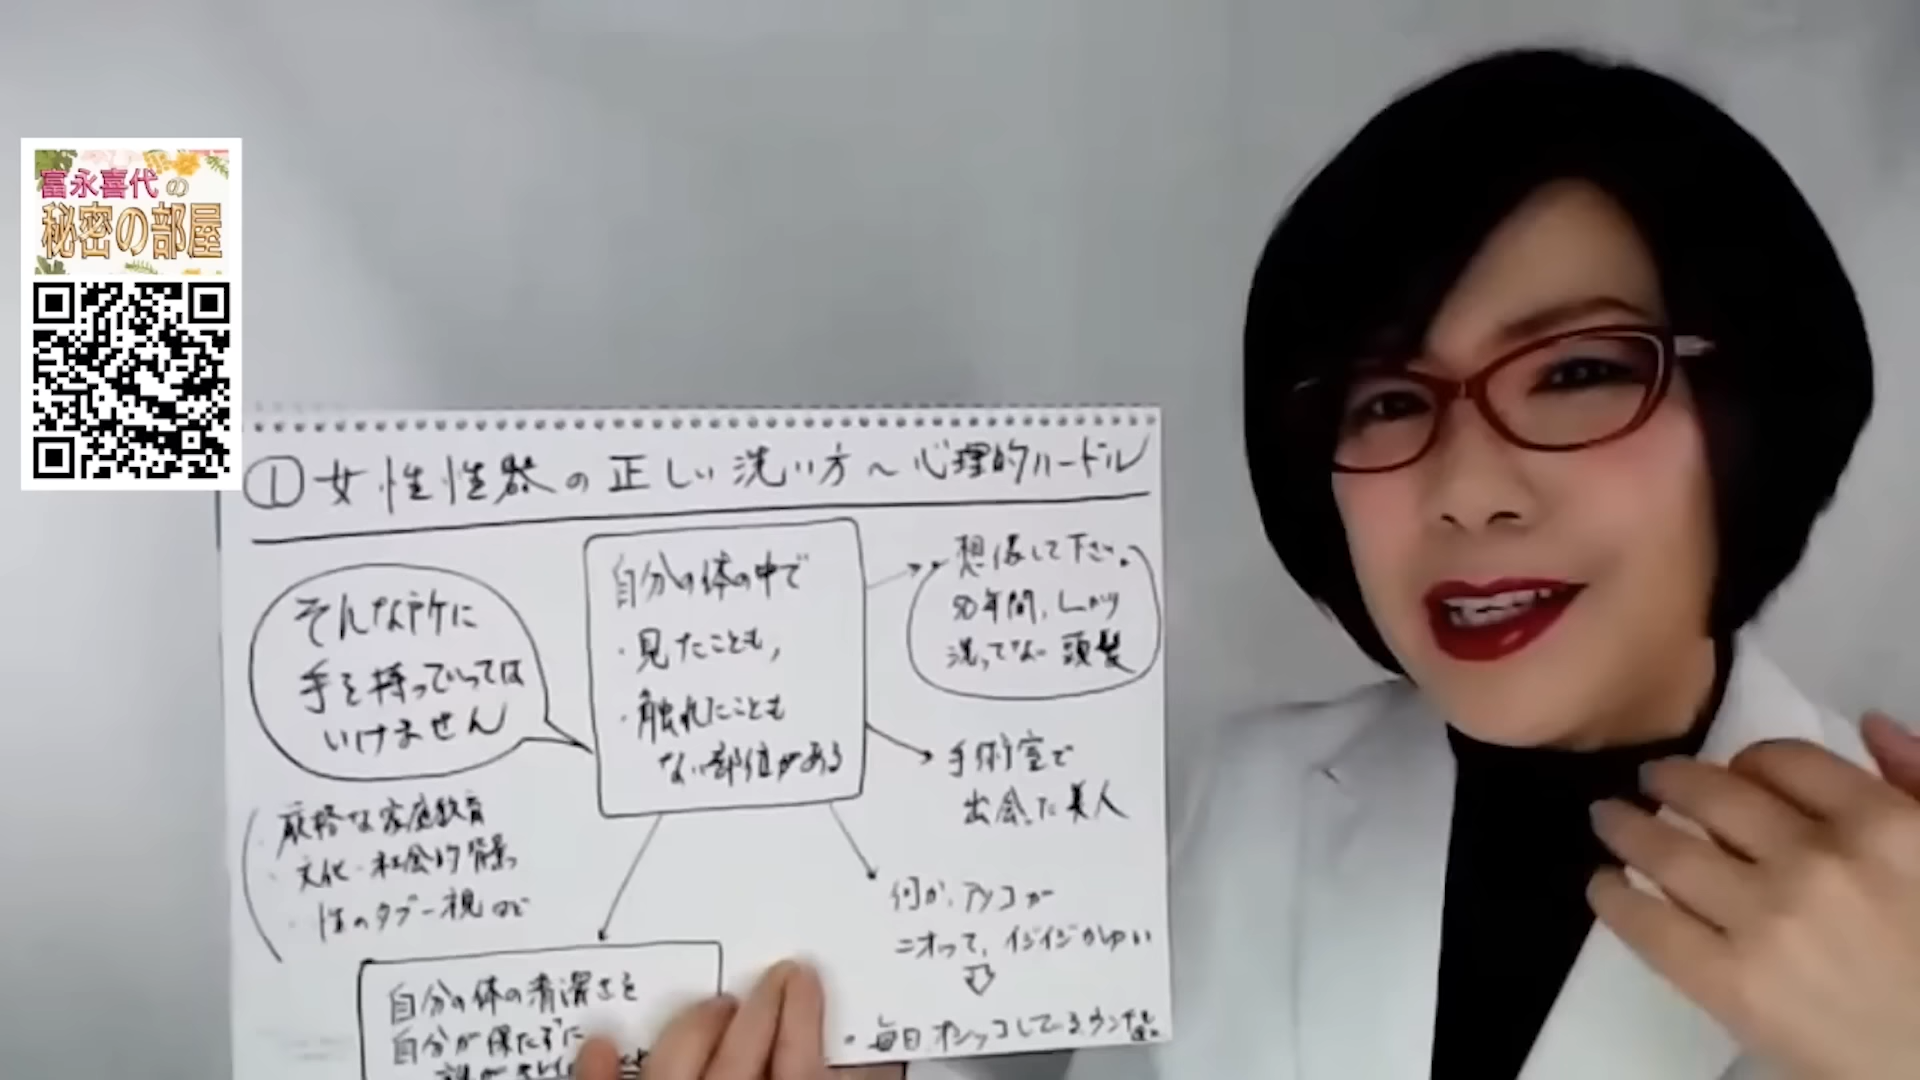 富永喜代の
秘密の部屋
①女性性器の正しい洗い方～心理的ハードル
そんな所に
手を持っていっては
いけません
厳格な家庭教育
文化・社会的背景
・性のタブー視など
自分の体の中で
・見たことも,
・触れたことも
ない部位がある
想像して下さい。
年間,しっかり
洗ってない頭髪
手術室で
出会った美人
何か,アソコが
ニオって,イジイジかゆい
自分の体の清潔さを
自分が保たずに
・毎日オシッコしている,ウンチも